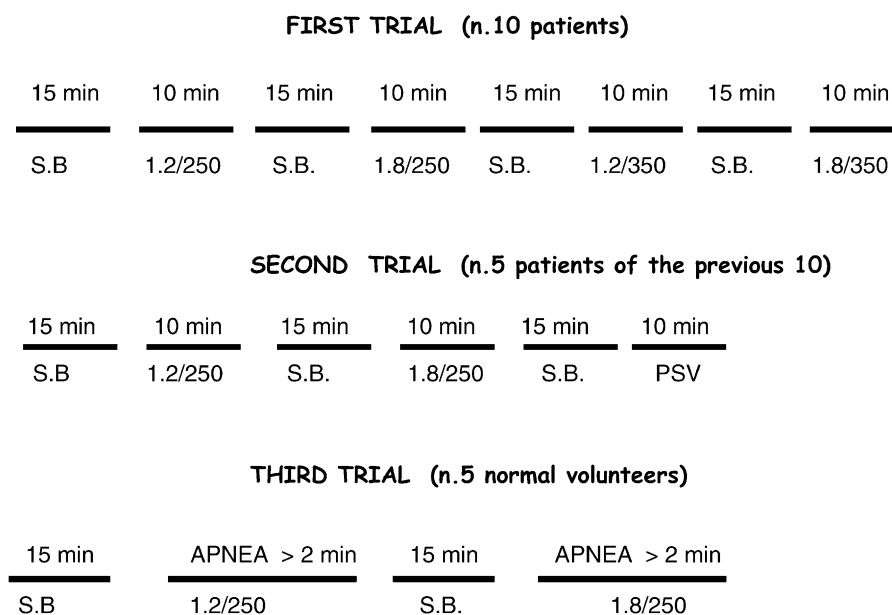 FIRST TRIAL (n.10 patients)
15 min 10 min 15 min 10 min 15 min 10 min 15 min 10 min
S.B 1.2/250 S.B. 1.8/250 S.B. 1.2/350 S.B. 1.8/350
SECOND TRIAL (n.5 patients of the previous 10)
15 min 10 min 15 min 10 min 15 min 10 min
S.B 1.2/250 S.B. 1.8/250 S.B. PSV
THIRD TRIAL (n.5 normal volunteers)
15 min APNEA > 2 min 15 min APNEA > 2 min
S.B 1.2/250 S.B. 1.8/250